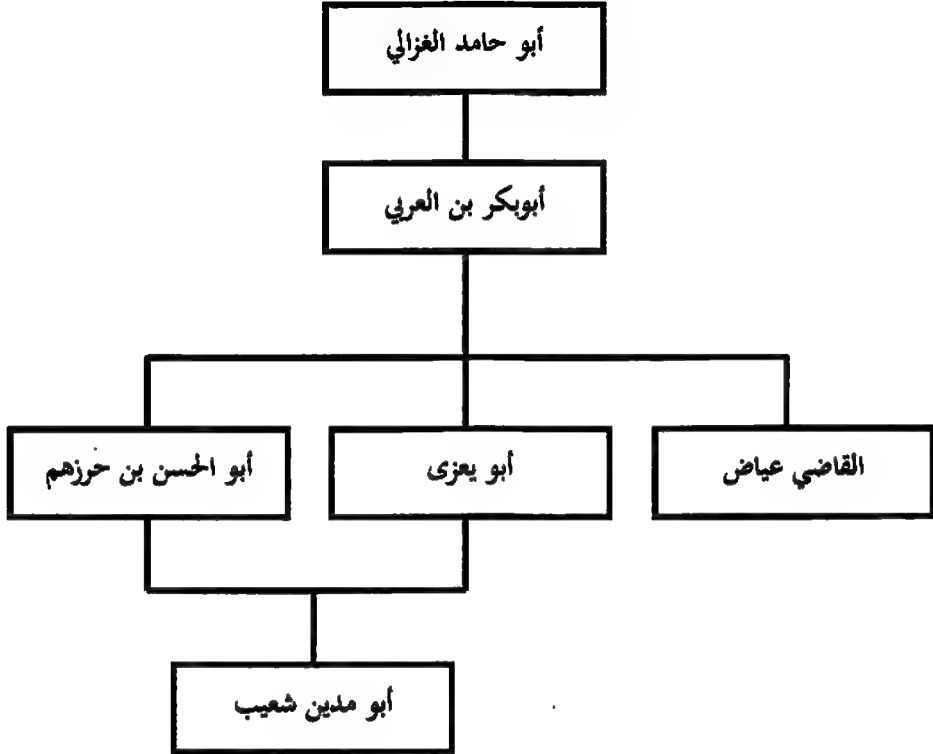 أبو حامد الغزالي
أبوبكر بن العربي
القاضي عياض
أبو يعزى
أبو الحسن بن حرزهم
أبو مدين شعيب